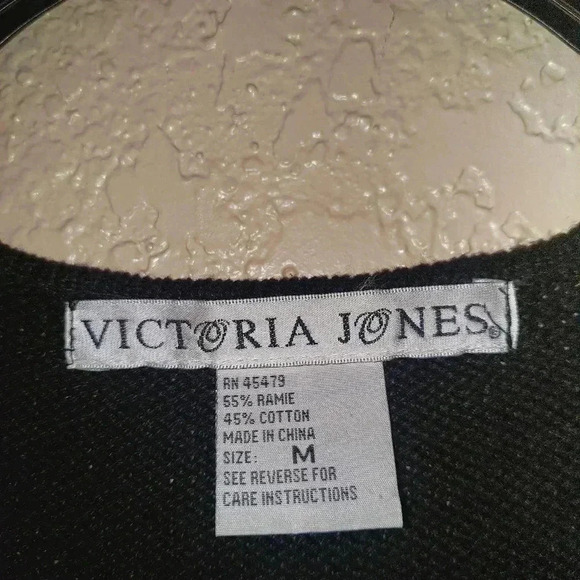 VICTORIA JONES®
RN 45479
55% RAMIE
45% COTTON
MADE IN CHINA
SIZE: M
SEE REVERSE FOR
CARE INSTRUCTIONS